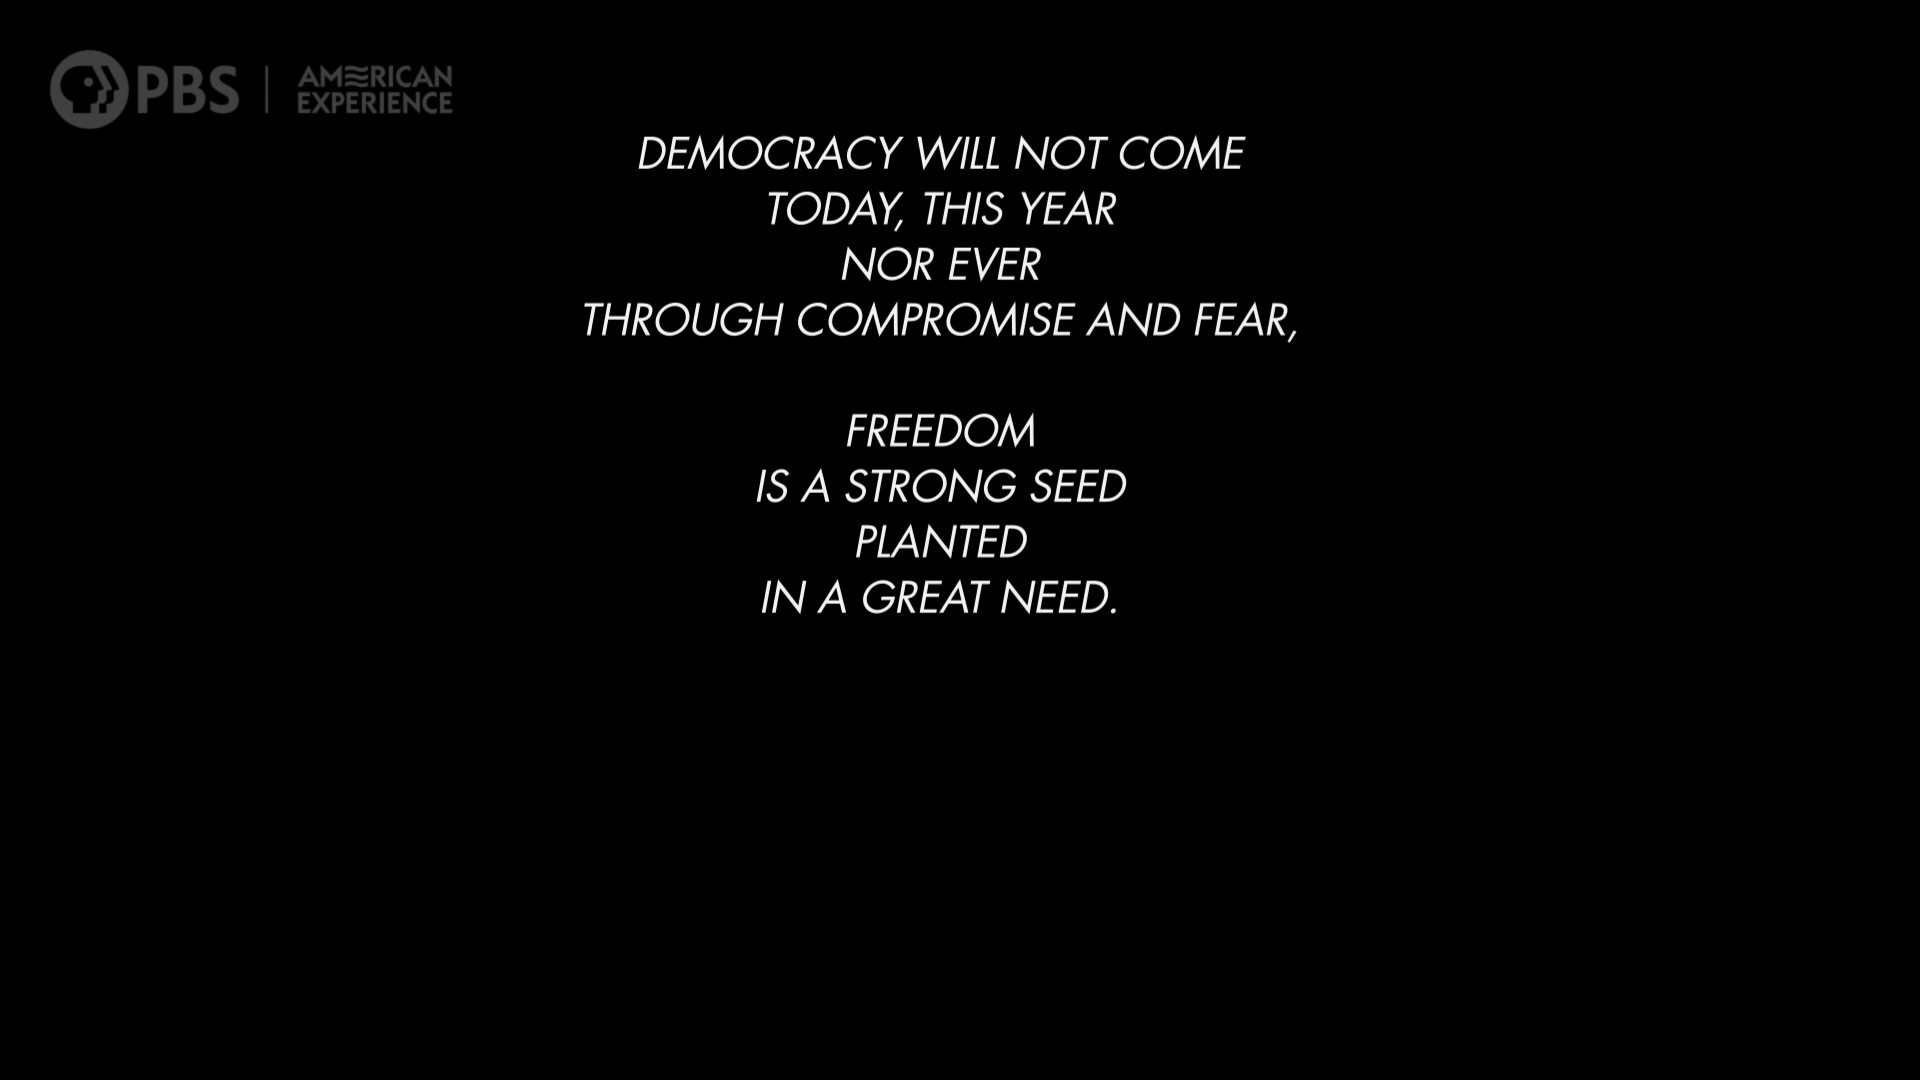 PBS | AMERICAN
EXPERIENCE
DEMOCRACY WILL NOT COME
TODAY, THIS YEAR
NOR EVER
THROUGH COMPROMISE AND FEAR,
FREEDOM
IS A STRONG SEED
PLANTED
IN A GREAT NEED.